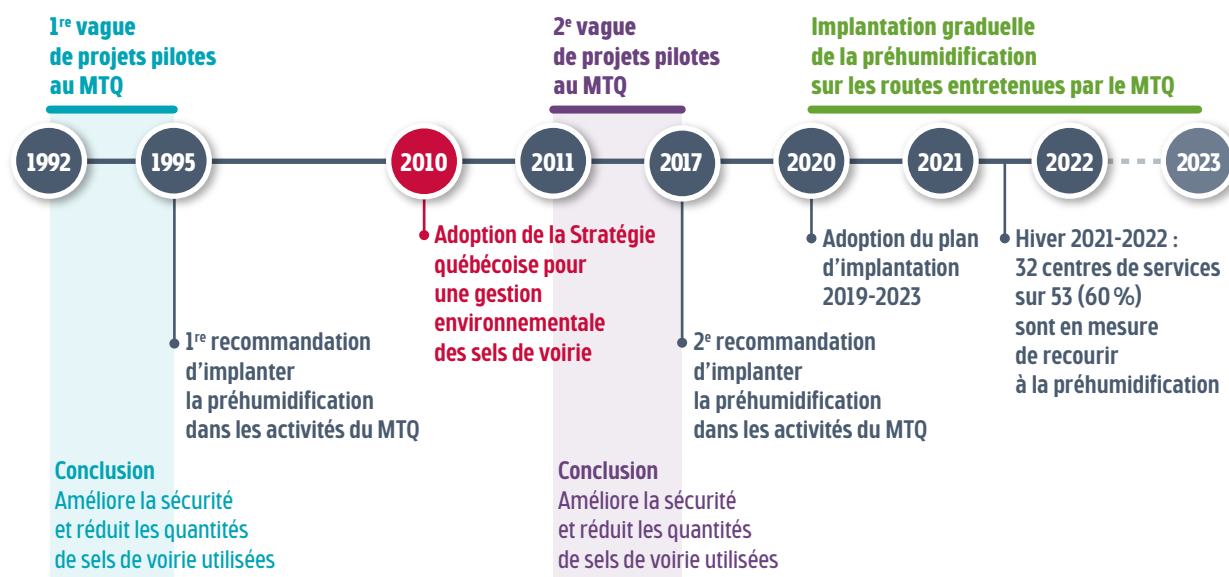 1re vague
de projets pilotes
au MTQ
2e vague
de projets pilotes
au MTQ
Implantation graduelle
de la préhumidification
sur les routes entretenues par le MTQ
1992
1995
2010
2011
2017
2020
2021
2022
2023
Adoption de la Stratégie
québécoise pour
une gestion
environnementale
des sels de voirie
Adoption du plan
d'implantation
2019-2023
Hiver 2021-2022 :
32 centres de services
sur 53 (60 %)
sont en mesure
de recourir
à la préhumidification
1re recommandation
d'implanter
la préhumidification
dans les activités du MTQ
2e recommandation
d'implanter
la préhumidification
dans les activités du MTQ
Conclusion
Améliore la sécurité
et réduit les quantités
de sels de voirie utilisées
Conclusion
Améliore la sécurité
et réduit les quantités
de sels de voirie utilisées